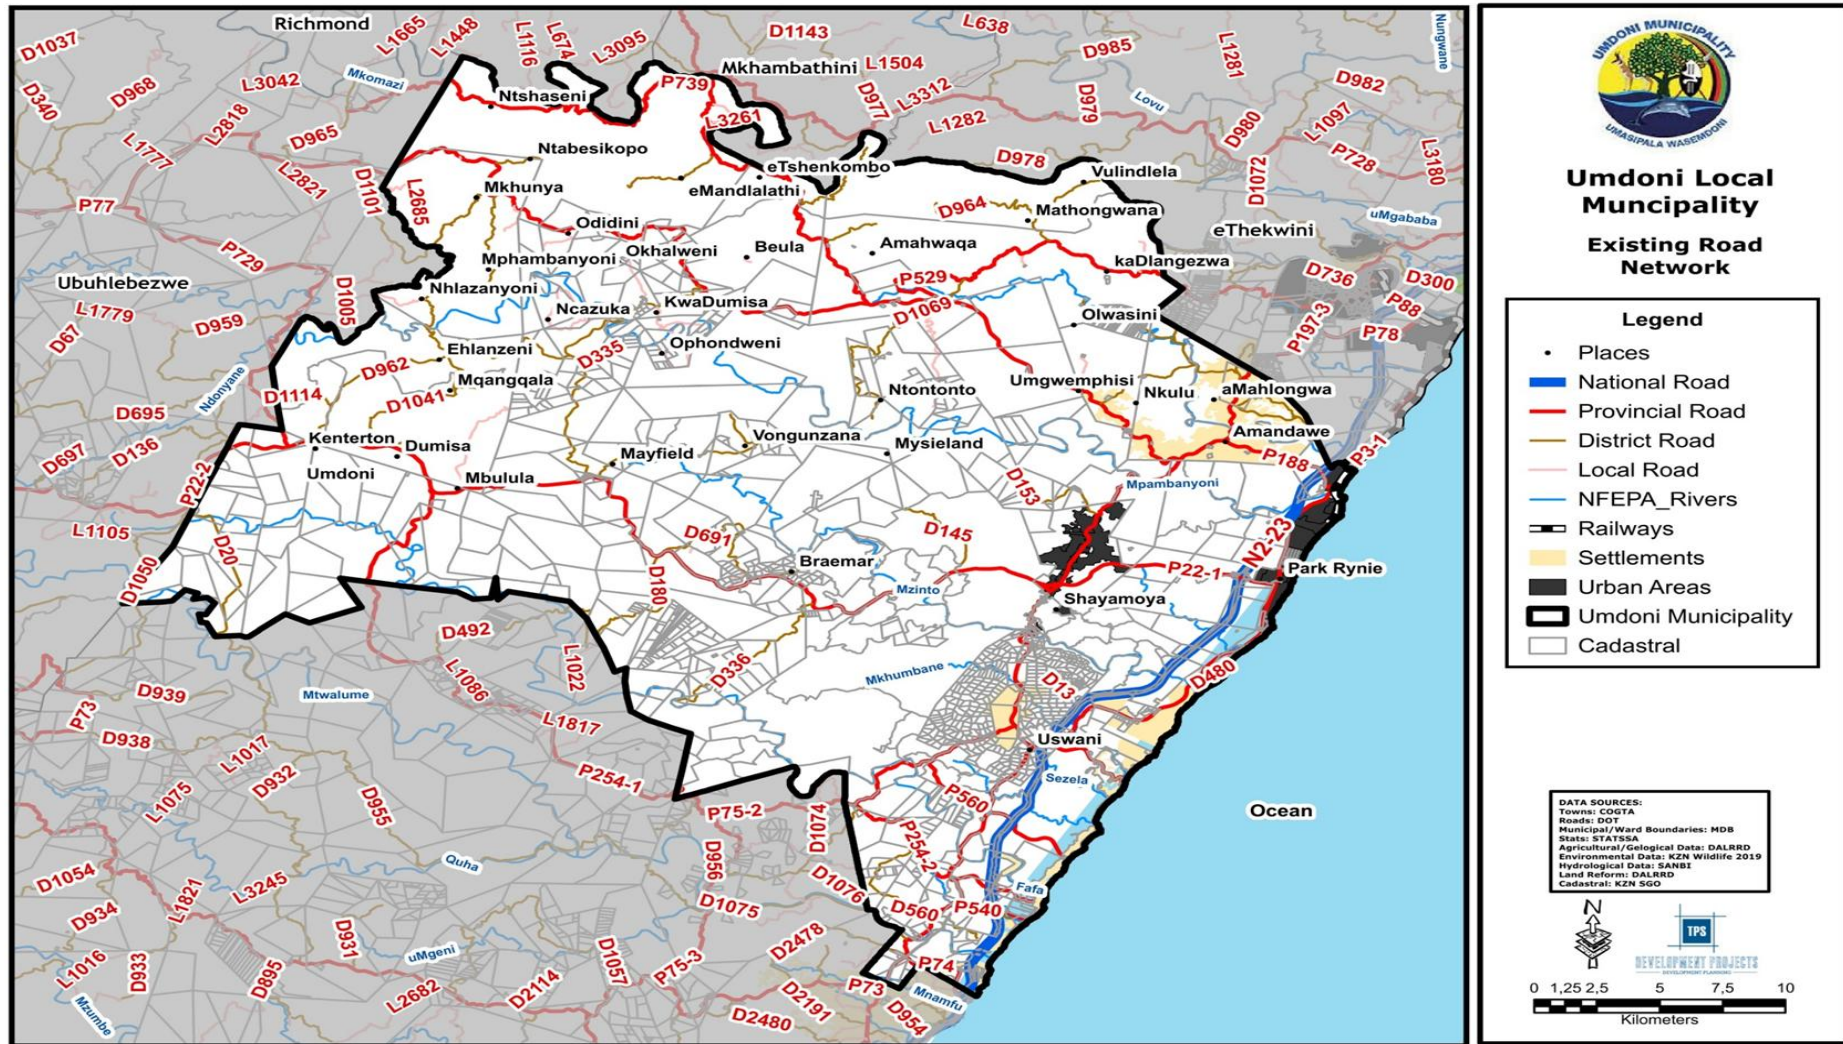 Richmond
L1665
L1448
L1116
L674
L3095
D1143
L638
D985
L1281
Nungwane
D1037
D340
D968
L3042
Mkomazi
Mkhambathini
L1504
D982
P739
D977
L3312
D979
Lovu
L2818
L1777
D965
Ntshaseni
L3261
L1282
D980
L1097
P728
L3180
L2821
D1101
Ntabesikopo
eTshenkombo
D978
D1072
P77
L2685
Mkhunya
eMandlalathi
Vulindlela
D964
Mathongwana
uMgababa
Odidini
eThekwini
P729
Mphambanyoni
Okhalweni
Beula
Amahwaqa
kaDlangezwa
D736
D300
Ubuhlebezwe
D1005
Nhlazanyoni
P529
P88
L1779
D67
D959
Ncazuka
KwaDumisa
D1069
Olwasini
P197-3
P78
Ehlanzeni
D335
Ophondweni
Ndonyane
D962
Mqangqala
Umgwemphisi
Nkulu
aMahlongwa
D1114
D1041
Ntontonto
D695
D136
D697
Kenterton
Dumisa
Vongunzana
Mysieland
Amandawe
P188
P3-1
Umdoni
Mayfield
P22-2
Mbulula
D153
Mpambanyoni
L1105
D20
D691
D145
N2-23
D1050
D180
Braemar
P22-1
Park Rynie
Mzinto
Shayamoya
D492
L1086
L1022
D336
Mkhumbane
D13
D480
D939
Mtwalume
P73
L1817
D938
L1017
D932
Uswani
L1075
D955
P254-1
Sezela
P560
P75-2
D1074
Ocean
P254-2
D956
Quha
D1054
L1821
L3245
D1076
Fafa
D934
D1075
D560
P540
D931
D2478
L1016
D933
uMgeni
D1057
P75-3
P74
D895
L2682
D2114
P73
Mnamfu
Mzumbe
D2191
D954
D2480
UMDONI MUNICIPALITY
UMASIPALA WASEMDONI
Umdoni Local
Muncipality
Existing Road
Network
Legend
Places
National Road
Provincial Road
District Road
Local Road
NFEPA_Rivers
Railways
Settlements
Urban Areas
Umdoni Municipality
Cadastral
DATA SOURCES:
Towns: COGTA
Roads: DOT
Municipal/Ward Boundaries: MDB
Stats: STATSSA
Agricultural/Gelogical Data: DALRRD
Environmental Data: KZN Wildlife 2019
Hydrological Data: SANBI
Land Reform: DALRRD
Cadastral: KZN SGO
N
TPS
DEVELOPMENT PROJECTS
DEVELOPMENT PLANNING
0 1,25 2,5 5 7,5 10
Kilometers